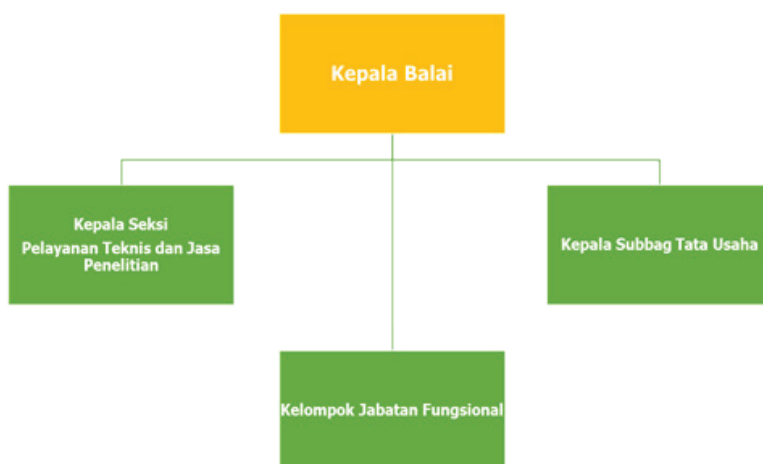 Kepala Balai
Kepala Seksi
Pelayanan Teknis dan Jasa
Penelitian
Kepala Subbag Tata Usaha
Kelompok Jabatan Fungsional